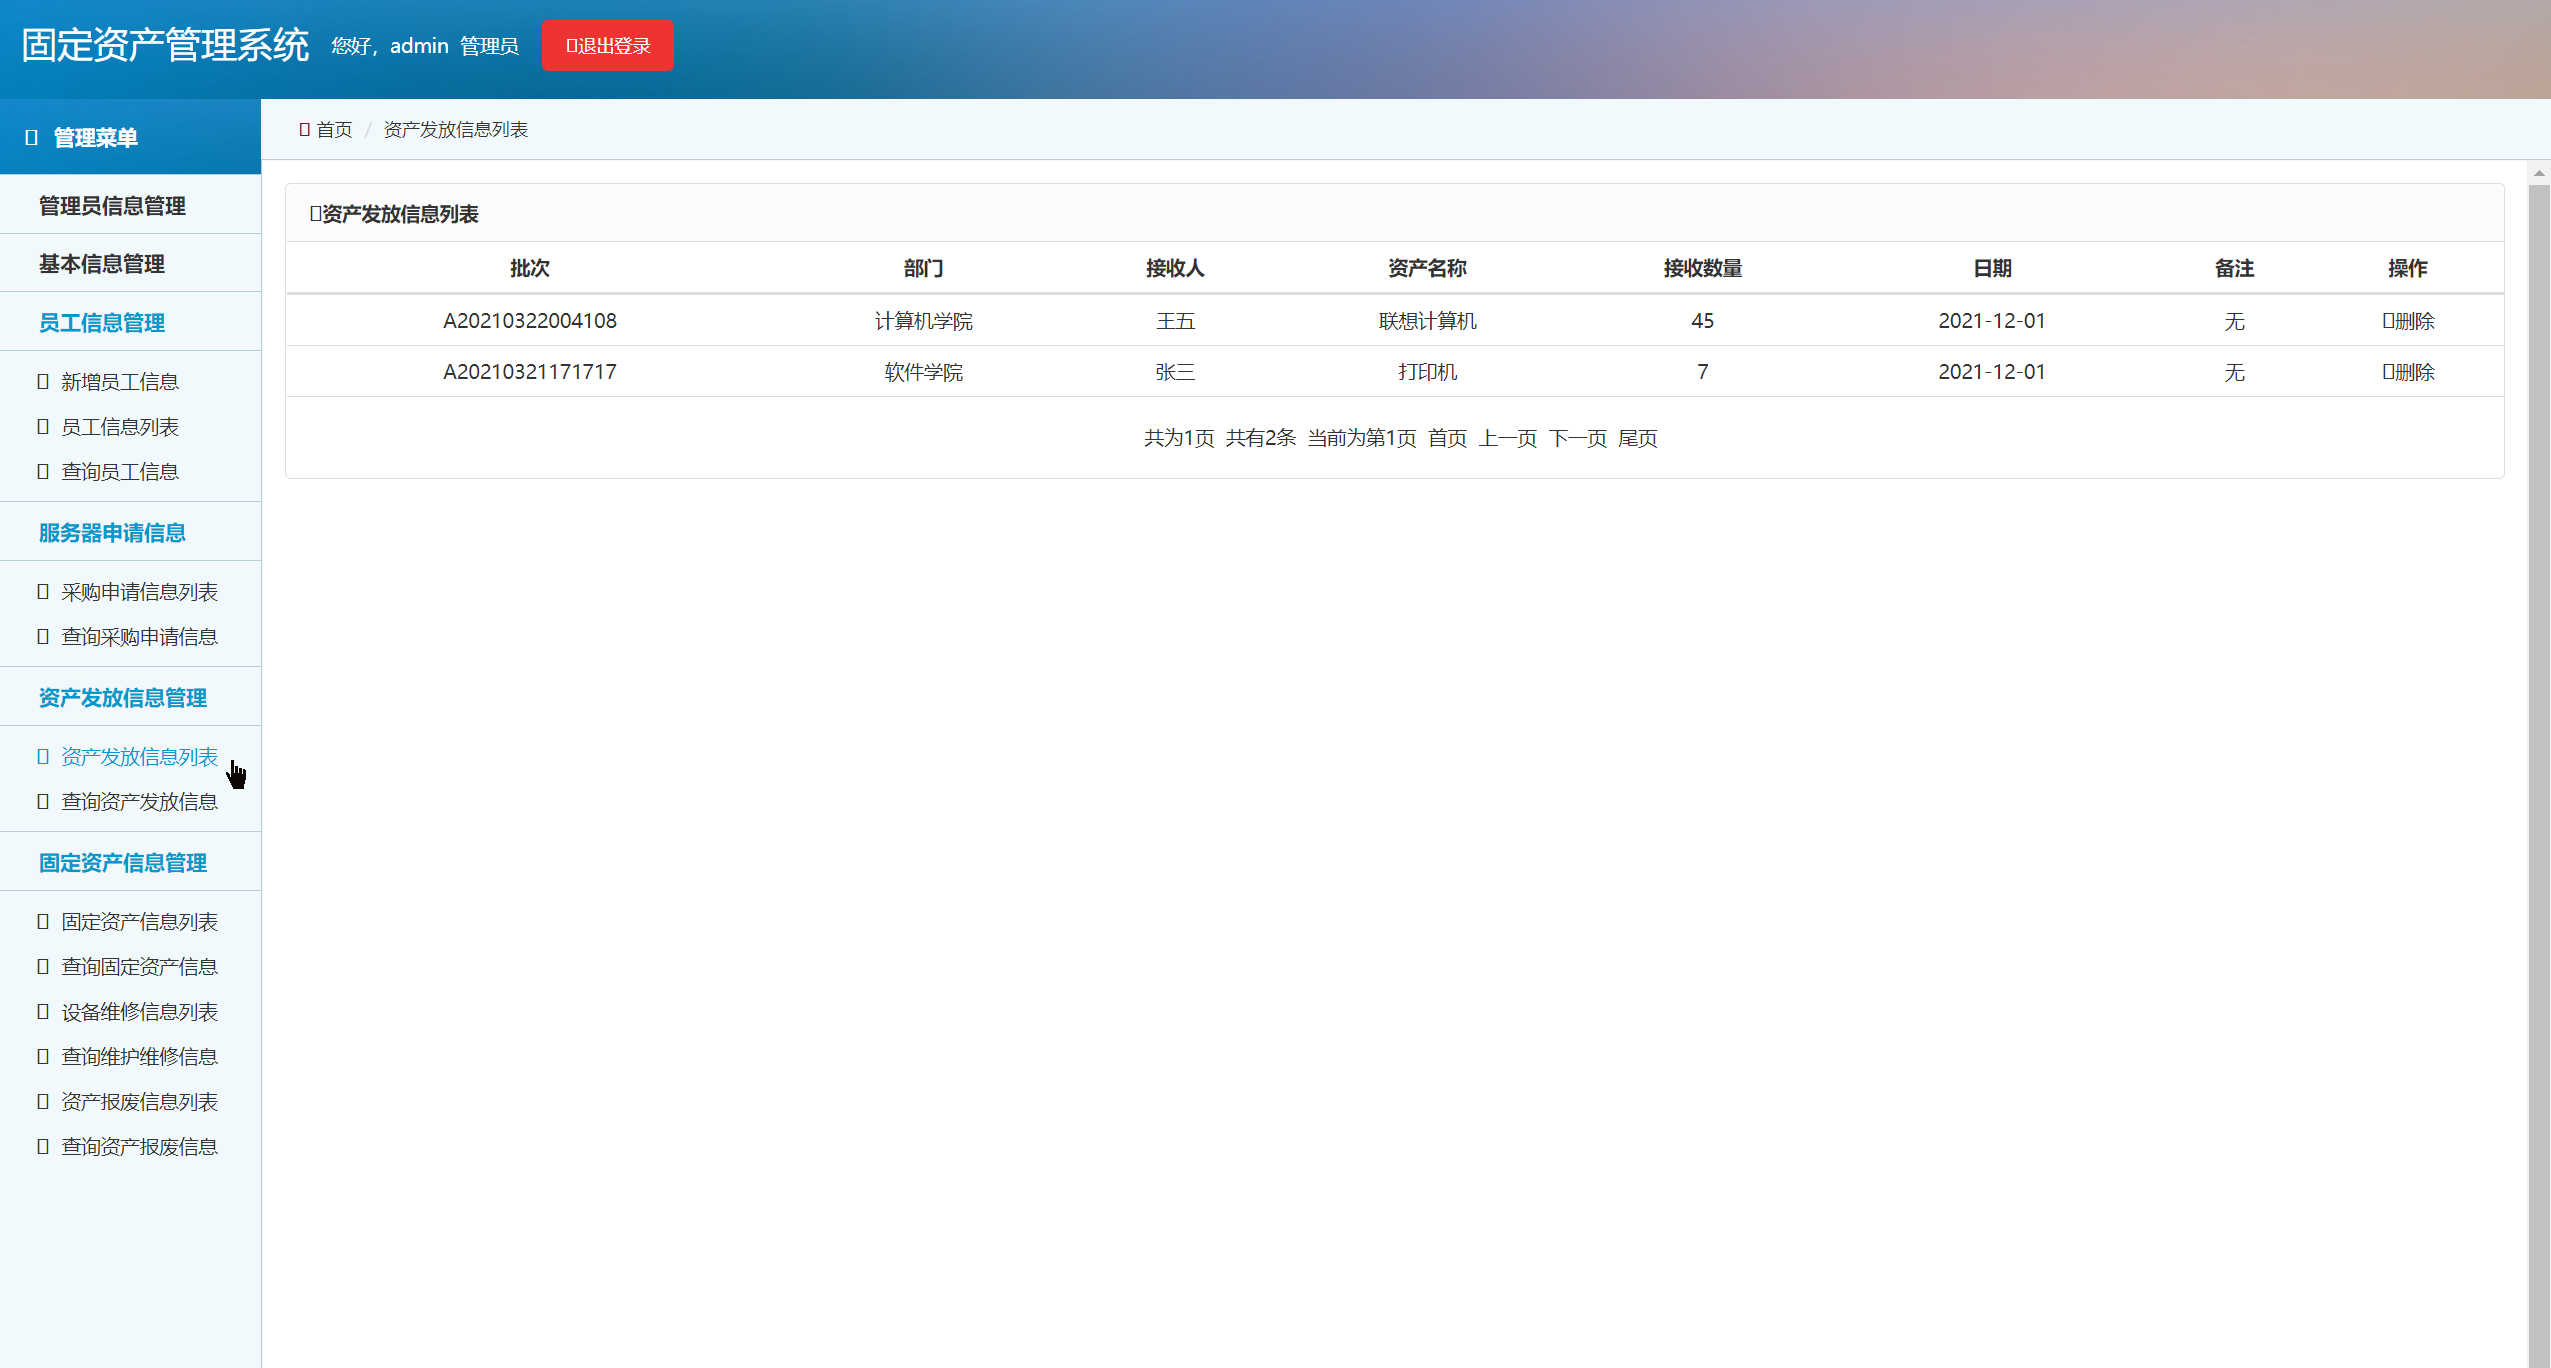 固定资产管理系统 您好, admin 管理员 退出登录
管理菜单
首页 / 资产发放信息列表
管理员信息管理
基本信息管理
员工信息管理
新增员工信息
员工信息列表
查询员工信息
服务器申请信息
采购申请信息列表
查询采购申请信息
资产发放信息管理
资产发放信息列表
查询资产发放信息
固定资产信息管理
固定资产信息列表
查询固定资产信息
设备维修信息列表
查询维护维修信息
资产报废信息列表
查询资产报废信息
资产发放信息列表
批次 部门 接收人 资产名称 接收数量 日期 备注 操作
A20210322004108 计算机学院 王五 联想计算机 45 2021-12-01 无 删除
A20210321171717 软件学院 张三 打印机 7 2021-12-01 无 删除
共为1页 共有2条 当前为第1页 首页 上一页 下一页 尾页